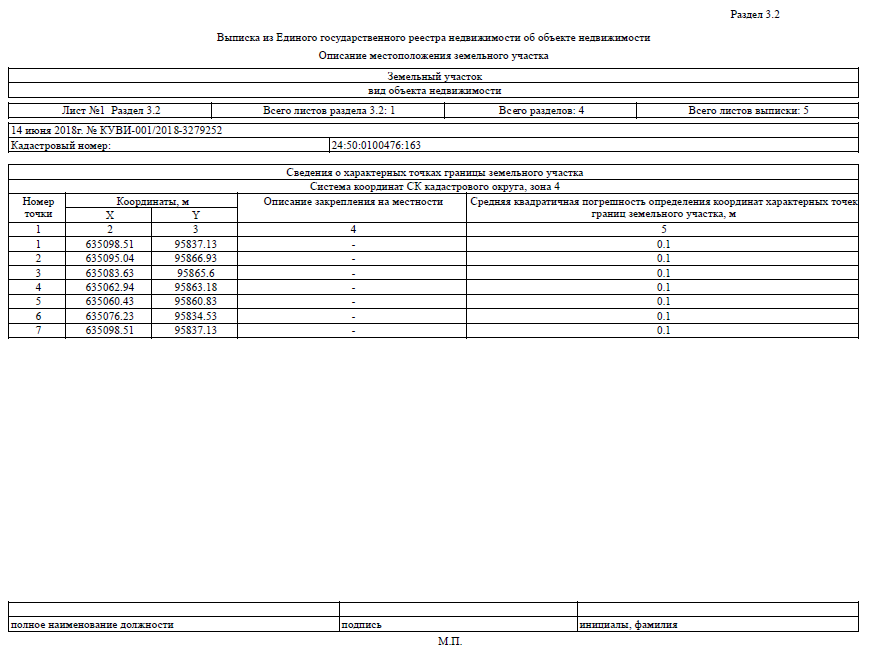 Раздел 3.2
Выписка из Единого государственного реестра недвижимости об объекте недвижимости
Описание местоположения земельного участка
Земельный участок
вид объекта недвижимости
Лист №1 Раздел 3.2 Всего листов раздела 3.2: 1 Всего разделов: 4 Всего листов выписки: 5
14 июня 2018г. № КУВИ-001/2018-3279252
Кадастровый номер: 24:50:0100476:163
Сведения о характерных точках границы земельного участка
Система координат СК кадастрового округа, зона 4
Номер точки Координаты, м Описание закрепления на местности Средняя квадратичная погрешность определения координат характерных точек границ земельного участка, м
X Y
1 2 3 4 5
1 635098.51 95837.13 - 0.1
2 635095.04 95866.93 - 0.1
3 635083.63 95865.6 - 0.1
4 635062.94 95863.18 - 0.1
5 635060.43 95860.83 - 0.1
6 635076.23 95834.53 - 0.1
7 635098.51 95837.13 - 0.1
полное наименование должности подпись инициалы, фамилия
М.П.